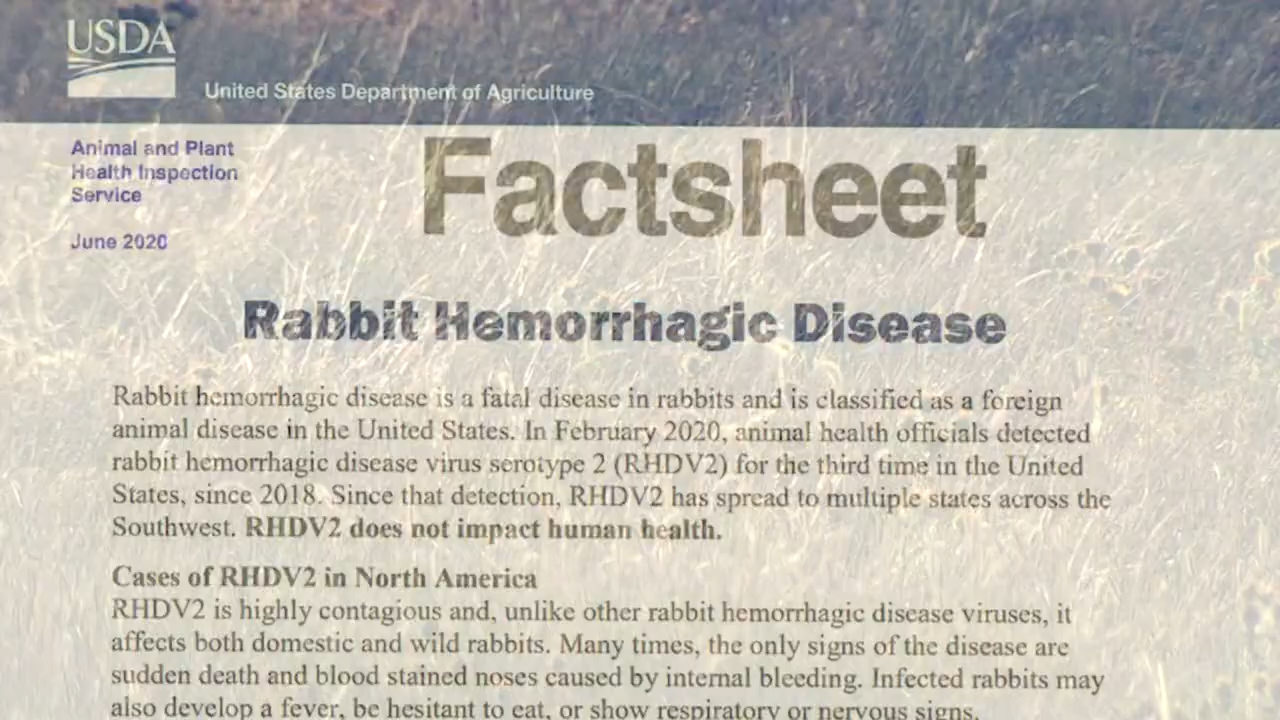 USDA
United States Department of Agriculture
Animal and Plant
Health Inspection
Service
June 2020
Factsheet
Rabbit Hemorrhagic Disease
Rabbit hemorrhagic disease is a fatal disease in rabbits and is classified as a foreign
animal disease in the United States. In February 2020, animal health officials detected
rabbit hemorrhagic disease virus serotype 2 (RHDV2) for the third time in the United
States, since 2018. Since that detection, RHDV2 has spread to multiple states across the
Southwest. RHDV2 does not impact human health.
Cases of RHDV2 in North America
RHDV2 is highly contagious and, unlike other rabbit hemorrhagic disease viruses, it
affects both domestic and wild rabbits. Many times, the only signs of the disease are
sudden death and blood stained noses caused by internal bleeding. Infected rabbits may
also develop a fever, be hesitant to eat, or show respiratory or nervous signs.